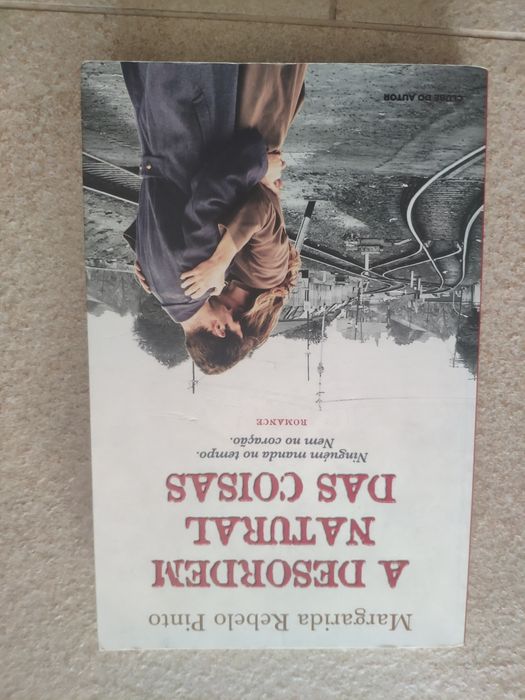 Margarida Rebelo Pinto
A DESORDEM
NATURAL
DAS COISAS
Ninguém manda no tempo.
Nem no coração.
ROMANCE
CLUBE DO AUTOR